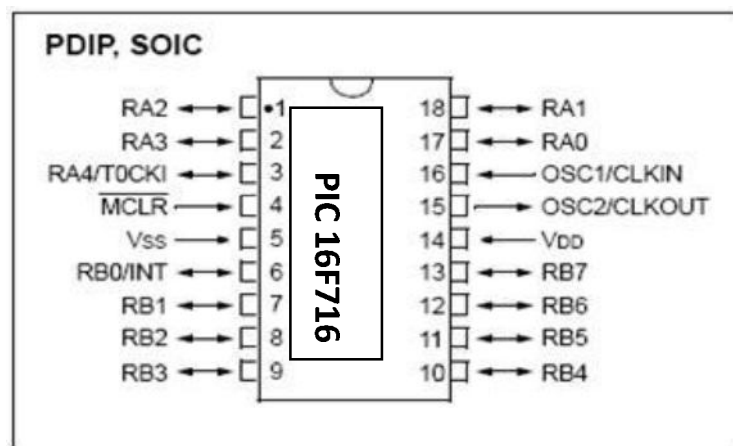 PDIP, SOIC
RA2 •1 18 RA1
RA3 2 17 RA0
RA4/T0CKI 3 16 OSC1/CLKIN
MCLR 4 15 OSC2/CLKOUT
Vss 5 14 VDD
RB0/INT 6 13 RB7
RB1 7 12 RB6
RB2 8 11 RB5
RB3 9 10 RB4
PIC 16F716